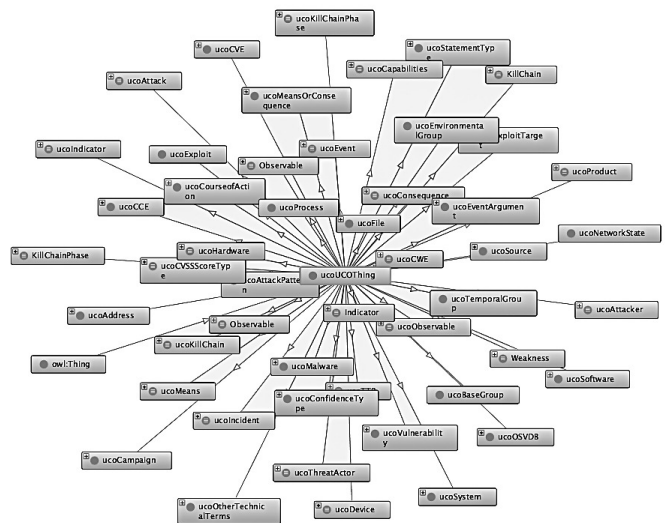 ucoKillChainPha
se
ucoCVE
ucoStatementTyp
e
ucoCapabilities
KillChain
ucoAttack
ucoMeansOrConse
quence
ucoEnvironmenta
lGroup
xploitTarge
t
ucoIndicator
ucoExploit
ucoEvent
Observable
ucoProduct
ucoCourseofActi
on
ucoConsequence
ucoCCE
ucoProcess
ucoEventArgumen
t
ucoFile
ucoNetworkState
KillChainPhase
ucoHardware
ucoSource
ucoCWE
ucoCVSSScoreTyp
e
ucoUCOThing
ucoAttackPatte
n
ucoTemporalGrou
p
ucoAddress
Indicator
ucoAttacker
Observable
ucoObservable
ucoKillChain
owl:Thing
Weakness
ucoMalware
ucoSoftware
ucoMeans
ucoBaseGroup
ucoConfidenceTy
pe
ucoIncident
ucoVulnerabilit
y
ucoOSVDB
ucoCampaign
ucoThreatActor
ucoSystem
ucoOtherTechnic
alTerms
ucoDevice